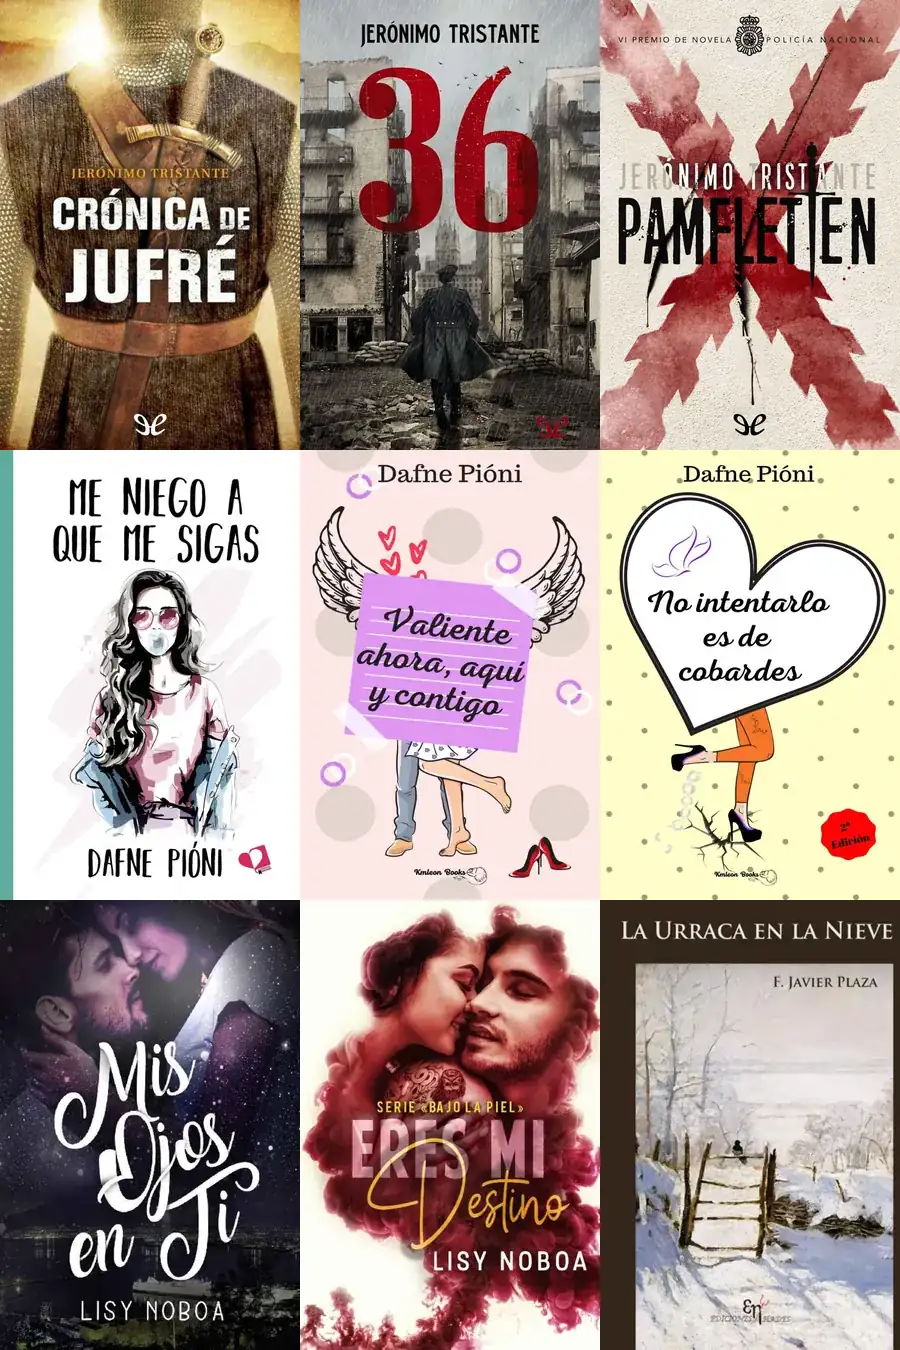 JERÓNIMO TRISTANTE
CRÓNICA DE
JUFRÉ
JERÓNIMO TRISTANTE
36
VI PREMIO DE NOVELA POLICÍA NACIONAL
JERÓNIMO TRISTANTE
PAMFLETTEN
ME NIEGO A
QUE ME SIGAS
DAFNE PIÓNI
Dafne Pióni
Valiente
ahora, aquí
y contigo
Kmleon Books
Dafne Pióni
No intentarlo
es de
cobardes
2ª
Edición
Kmleon Books
Mis
Ojos
en Ti
LISY NOBOA
SERIE «BAJO LA PIEL»
ERES MI
Destino
LISY NOBOA
LA URRACA EN LA NIEVE
F. JAVIER PLAZA